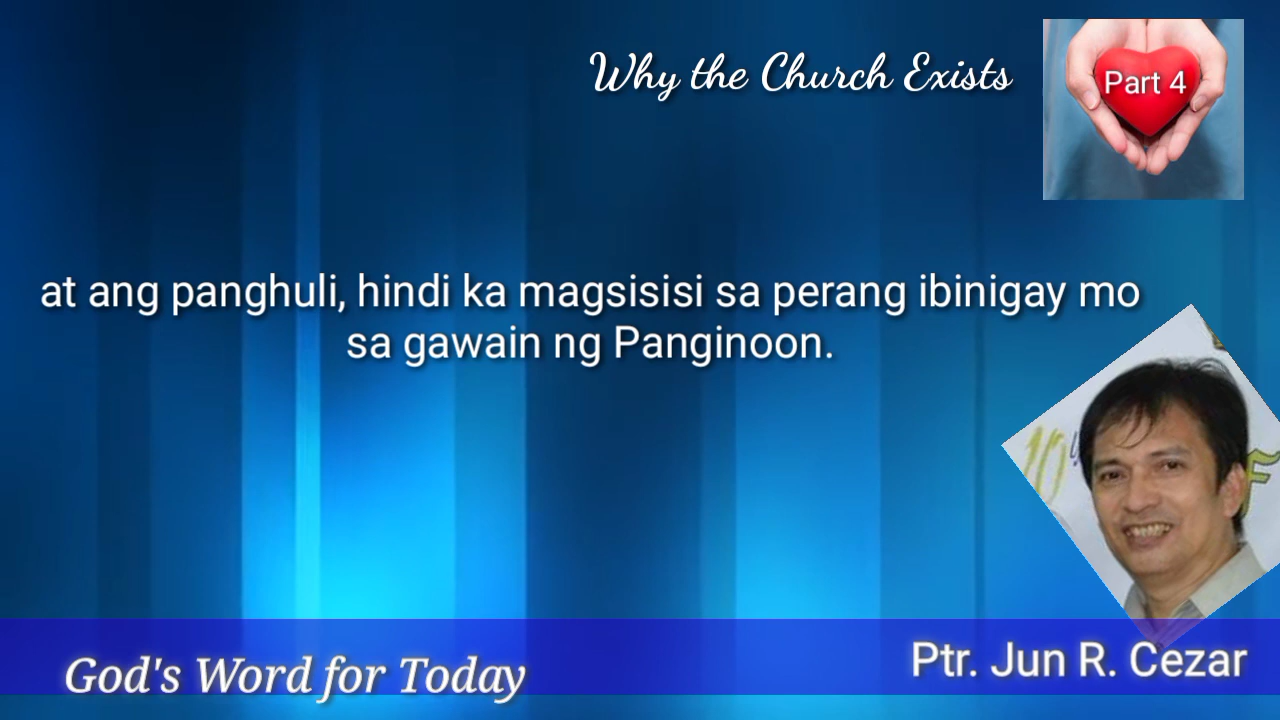 Why the Church Exists
Part 4
at ang panghuli, hindi ka magsisisi sa perang ibinigay mo
sa gawain ng Panginoon.
10
God's Word for Today
Ptr. Jun R. Cezar